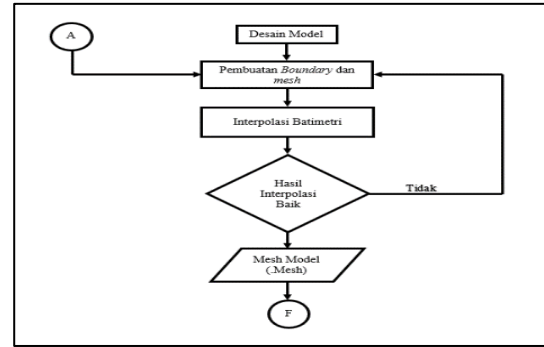 A
Desain Model
Pembuatan Boundary dan
mesh
Interpolasi Batimetri
Hasil
Interpolasi
Baik
Tidak
Mesh Model
(.Mesh)
F